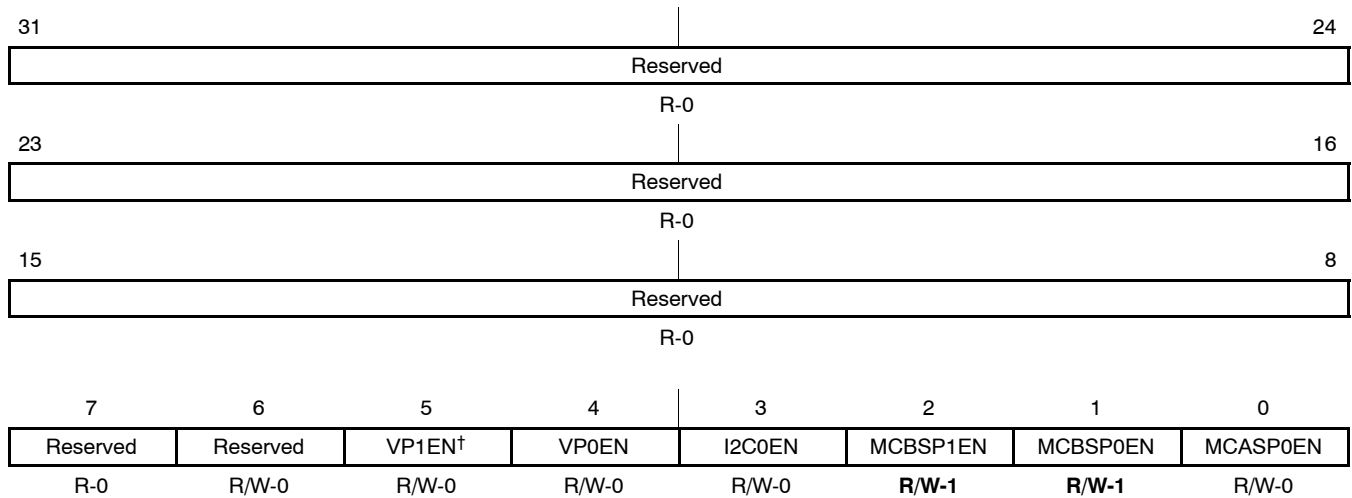 31 24
Reserved
R-0
23 16
Reserved
R-0
15 8
Reserved
R-0
7 6 5 4 3 2 1 0
Reserved Reserved VP1EN† VP0EN I2C0EN MCBSP1EN MCBSP0EN MCASP0EN
R-0 R/W-0 R/W-0 R/W-0 R/W-0 R/W-1 R/W-1 R/W-0